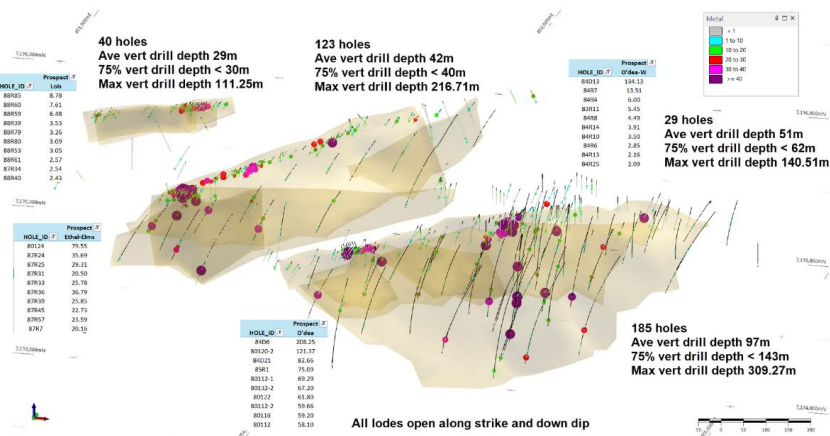 40 holes
Ave vert drill depth 29m
75% vert drill depth < 30m
Max vert drill depth 111.25m
123 holes
Ave vert drill depth 42m
75% vert drill depth < 40m
Max vert drill depth 216.71m
Metal
< 1
1 to 10
10 to 20
20 to 30
30 to 40
>= 40
Prospect
HOLE_ID Lois
88R85 8.78
88R60 7.61
88R59 6.48
88R39 3.53
88R79 3.26
88R80 3.09
88R53 3.05
88R61 2.57
87R34 2.54
88R40 2.43
Prospect
HOLE_ID O'dea-W
84D13 134.13
84R7 13.51
84R4 6.00
83R11 5.45
84R8 4.49
84R14 3.91
84R10 3.50
84R6 2.85
84R13 2.16
84R25 2.09
29 holes
Ave vert drill depth 51m
75% vert drill depth < 62m
Max vert drill depth 140.51m
Prospect
HOLE_ID Ethel-Elms
80124 79.55
87R24 35.69
87R25 29.31
87R31 20.50
87R33 25.78
87R36 36.79
87R39 25.85
87R45 22.73
87R57 23.59
87R7 20.16
Prospect
HOLE_ID O'dea
84D6 208.25
80120-2 121.37
84D21 82.66
85R1 75.09
80112-1 69.29
80132-2 67.20
80122 61.80
80112-2 59.66
80116 59.20
80112 58.10
185 holes
Ave vert drill depth 97m
75% vert drill depth < 143m
Max vert drill depth 309.27m
All lodes open along strike and down dip
50 0 50 100 150 200